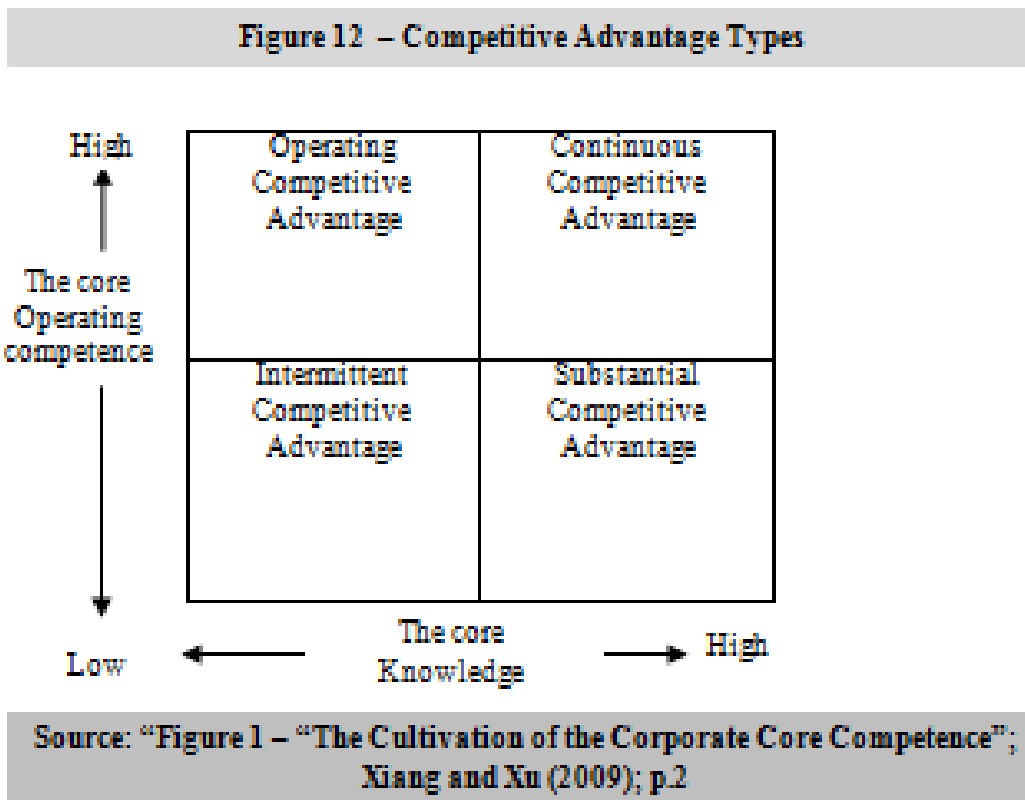 Figure 12 – Competitive Advantage Types
High
Operating
Competitive
Advantage
Continuous
Competitive
Advantage
The core
Operating
competence
Intermittent
Competitive
Advantage
Substantial
Competitive
Advantage
Low
The core
Knowledge
High
Source: “Figure 1 – “The Cultivation of the Corporate Core Competence”;
Xiang and Xu (2009); p.2